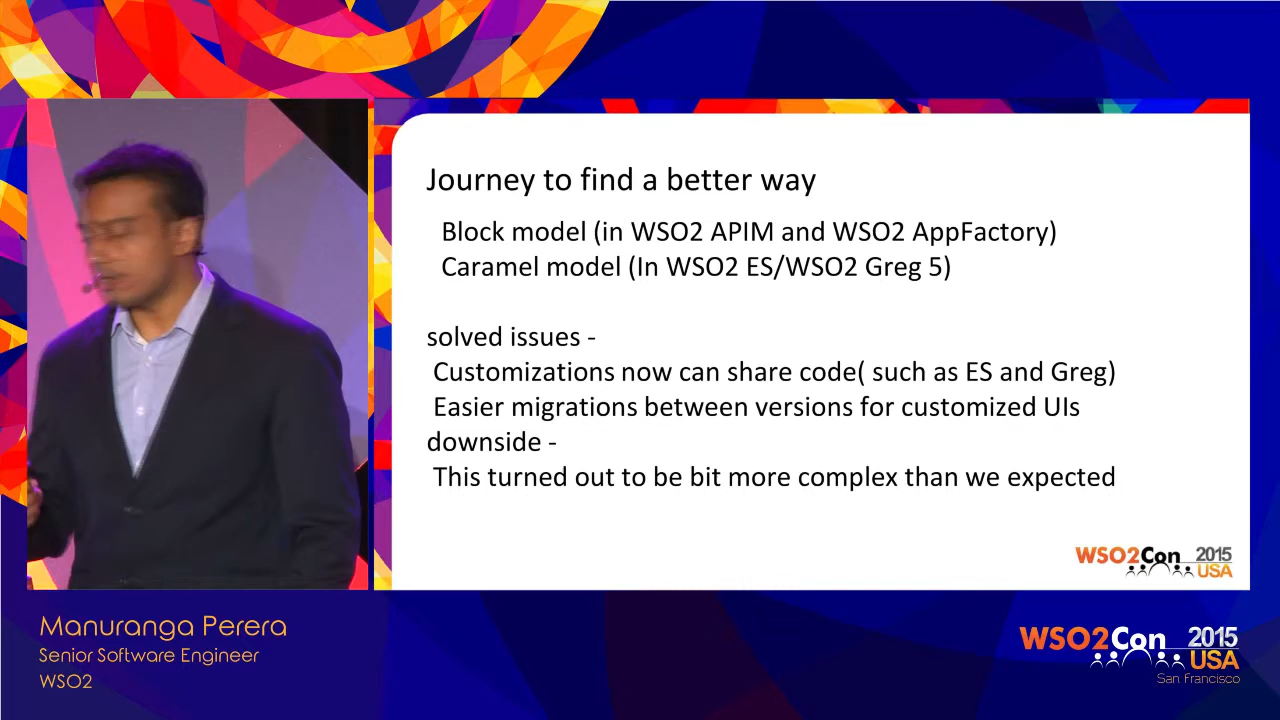 Journey to find a better way
Block model (in WSO2 APIM and WSO2 AppFactory)
Caramel model (In WSO2 ES/WSO2 Greg 5)
solved issues -
Customizations now can share code( such as ES and Greg)
Easier migrations between versions for customized UIs
downside -
This turned out to be bit more complex than we expected
WSO2Con 2015
USA
Manuranga Perera
Senior Software Engineer
WSO2
WSO2Con 2015
USA
San Francisco